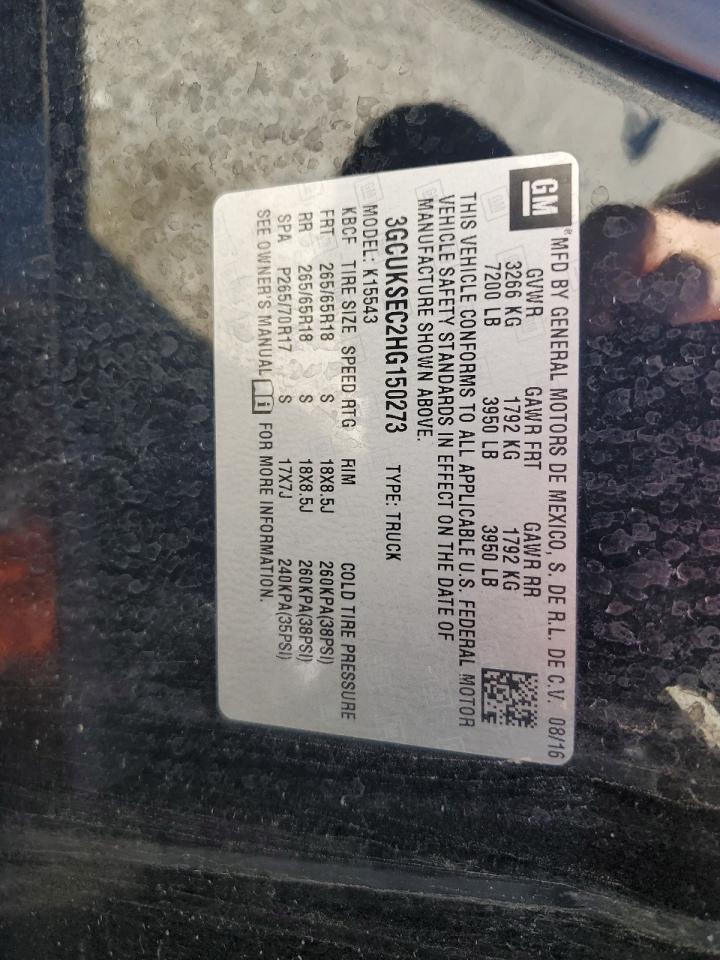 GM
® MFD BY GENERAL MOTORS DE MEXICO, S. DE R.L. DE C.V. 08/16
GVWR GAWR FRT GAWR RR
3266 KG 1792 KG 1792 KG
7200 LB 3950 LB 3950 LB
THIS VEHICLE CONFORMS TO ALL APPLICABLE U.S. FEDERAL MOTOR
VEHICLE SAFETY STANDARDS IN EFFECT ON THE DATE OF
MANUFACTURE SHOWN ABOVE.
3GCUKSEC2HG150273 TYPE: TRUCK
MODEL: K15543
KBCF TIRE SIZE SPEED RTG RIM COLD TIRE PRESSURE
FRT 265/65R18 S 18X8.5J 260KPA(38PSI)
RR 265/65R18 S 18X8.5J 260KPA(38PSI)
SPA P265/70R17 S 17X7J 240KPA(35PSI)
SEE OWNER'S MANUAL i FOR MORE INFORMATION.